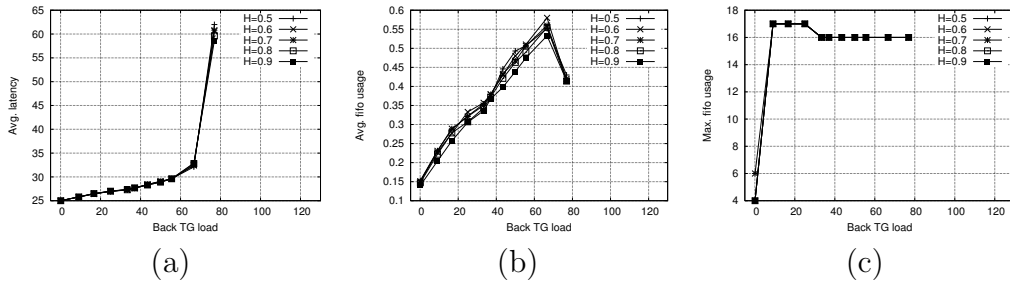 65
60
55
50
45
40
35
30
25
Avg. latency
0 20 40 60 80 100 120
Back TG load
H=0.5
H=0.6
H=0.7
H=0.8
H=0.9
(a)
0.6
0.55
0.5
0.45
0.4
0.35
0.3
0.25
0.2
0.15
0.1
Avg. fifo usage
0 20 40 60 80 100 120
Back TG load
H=0.5
H=0.6
H=0.7
H=0.8
H=0.9
(b)
18
16
14
12
10
8
6
4
Max. fifo usage
0 20 40 60 80 100 120
Back TG load
H=0.5
H=0.6
H=0.7
H=0.8
H=0.9
(c)